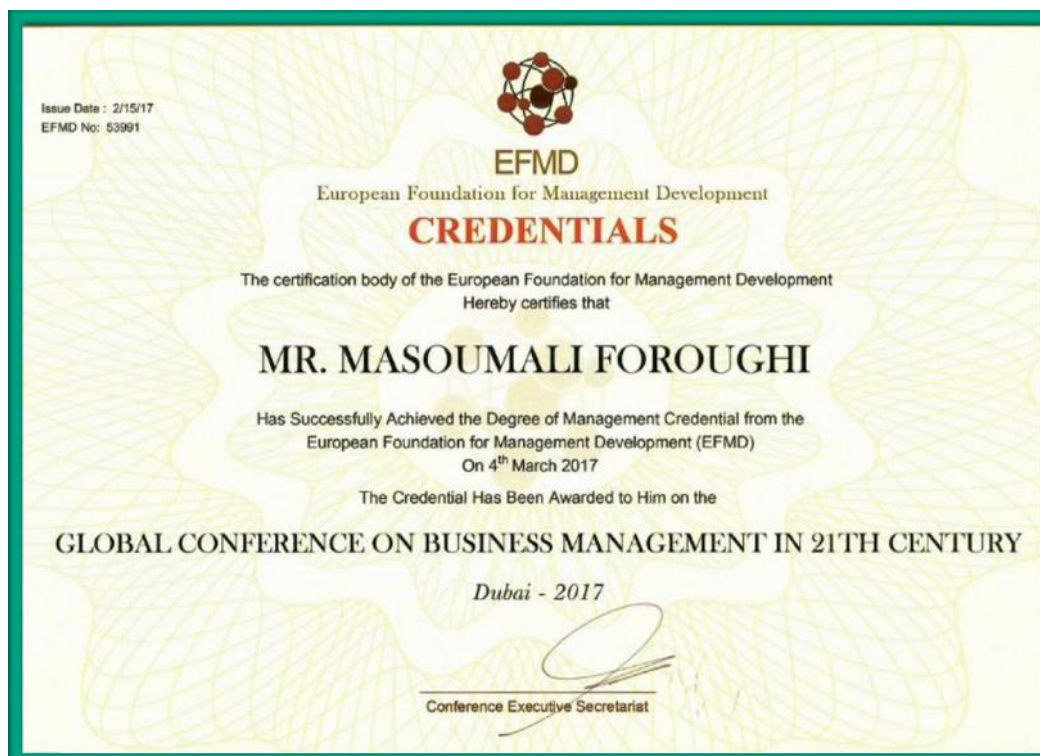 Issue Date : 2/15/17
EFMD No: 53991
EFMD
European Foundation for Management Development
CREDENTIALS
The certification body of the European Foundation for Management Development
Hereby certifies that
MR. MASOUMALI FOROUGHI
Has Successfully Achieved the Degree of Management Credential from the
European Foundation for Management Development (EFMD)
On 4th March 2017
The Credential Has Been Awarded to Him on the
GLOBAL CONFERENCE ON BUSINESS MANAGEMENT IN 21TH CENTURY
Dubai - 2017
Conference Executive Secretariat